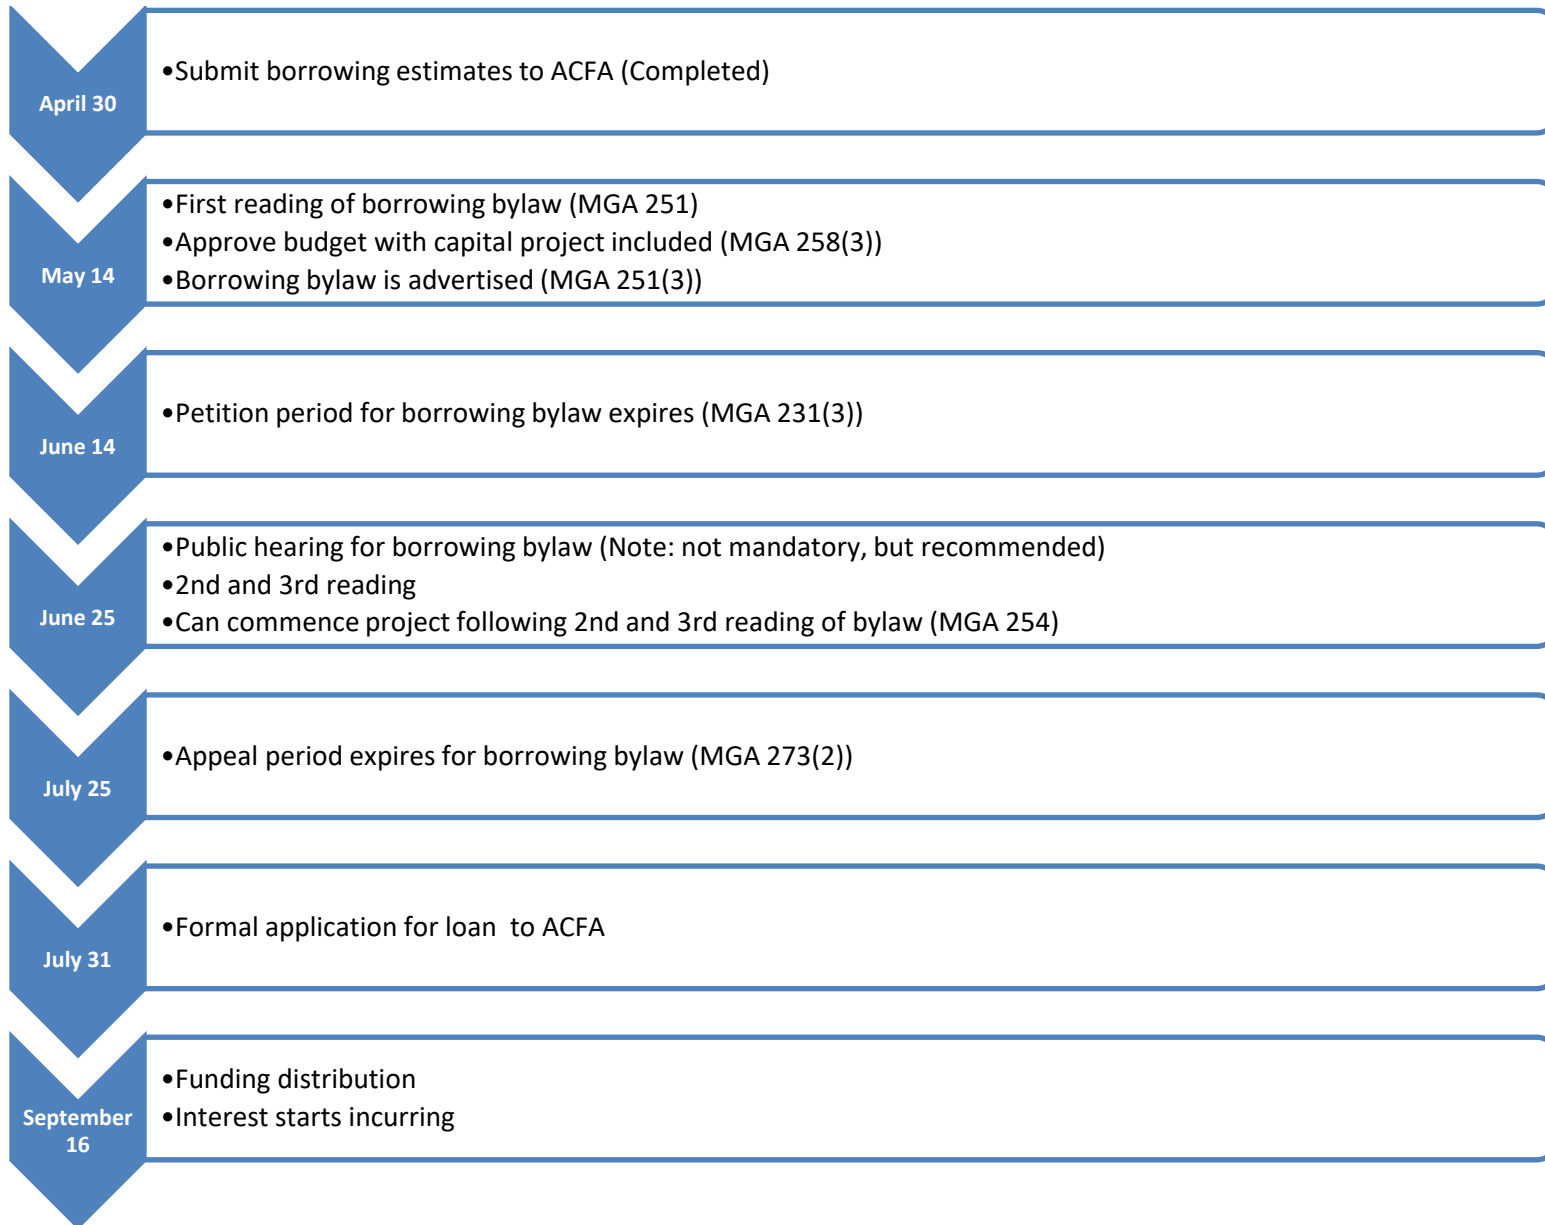 April 30
•Submit borrowing estimates to ACFA (Completed)
May 14
•First reading of borrowing bylaw (MGA 251)
•Approve budget with capital project included (MGA 258(3))
•Borrowing bylaw is advertised (MGA 251(3))
June 14
•Petition period for borrowing bylaw expires (MGA 231(3))
June 25
•Public hearing for borrowing bylaw (Note: not mandatory, but recommended)
•2nd and 3rd reading
•Can commence project following 2nd and 3rd reading of bylaw (MGA 254)
July 25
•Appeal period expires for borrowing bylaw (MGA 273(2))
July 31
•Formal application for loan  to ACFA
September
16
•Funding distribution
•Interest starts incurring